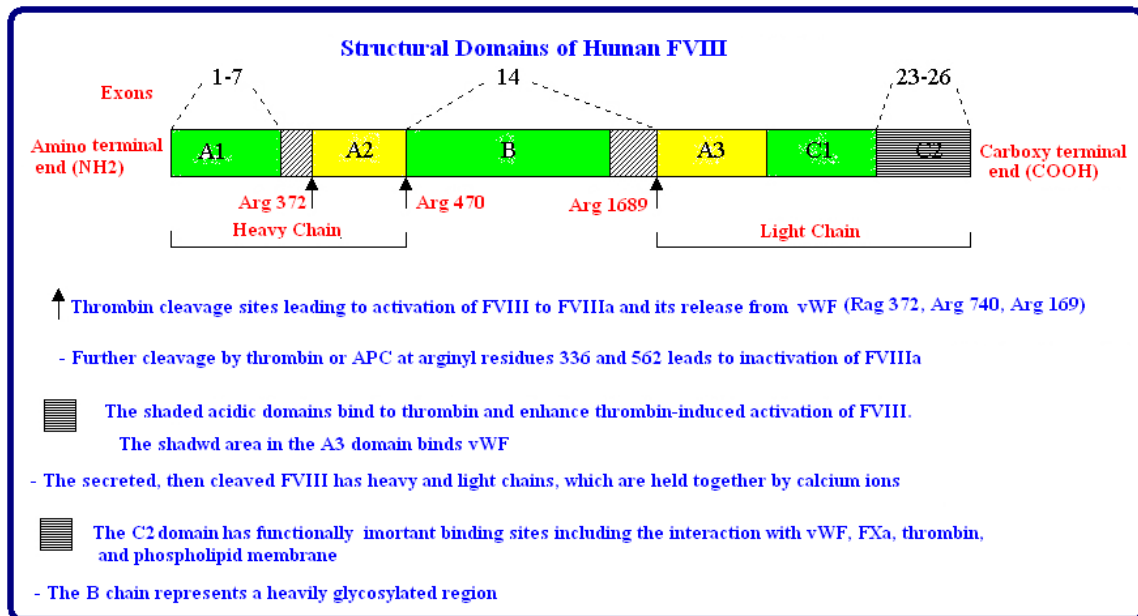 Structural Domains of Human FVIII
1-7
14
23-26
Exons
Amino terminal
end (NH2)
A1
A2
B
A3
C1
C2
Carboxy terminal
end (COOH)
Arg 372
Arg 470
Arg 1689
Heavy Chain
Light Chain
Thrombin cleavage sites leading to activation of FVIII to FVIIIa and its release from vWF (Rag 372, Arg 740, Arg 169)
- Further cleavage by thrombin or APC at arginyl residues 336 and 562 leads to inactivation of FVIIIa
The shaded acidic domains bind to thrombin and enhance thrombin-induced activation of FVIII.
The shadwd area in the A3 domain binds vWF
- The secreted, then cleaved FVIII has heavy and light chains, which are held together by calcium ions
The C2 domain has functionally imortant binding sites including the interaction with vWF, FXa, thrombin,
and phospholipid membrane
- The B chain represents a heavily glycosylated region